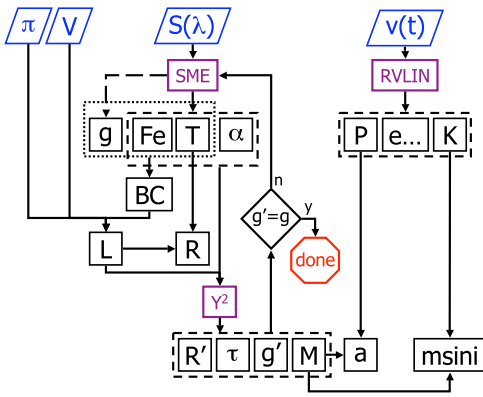 π V S(λ) v(t)
SME RVLIN
g Fe T α P e... K
BC
n
g'=g y
L R done
Y²
R' τ g' M a msini